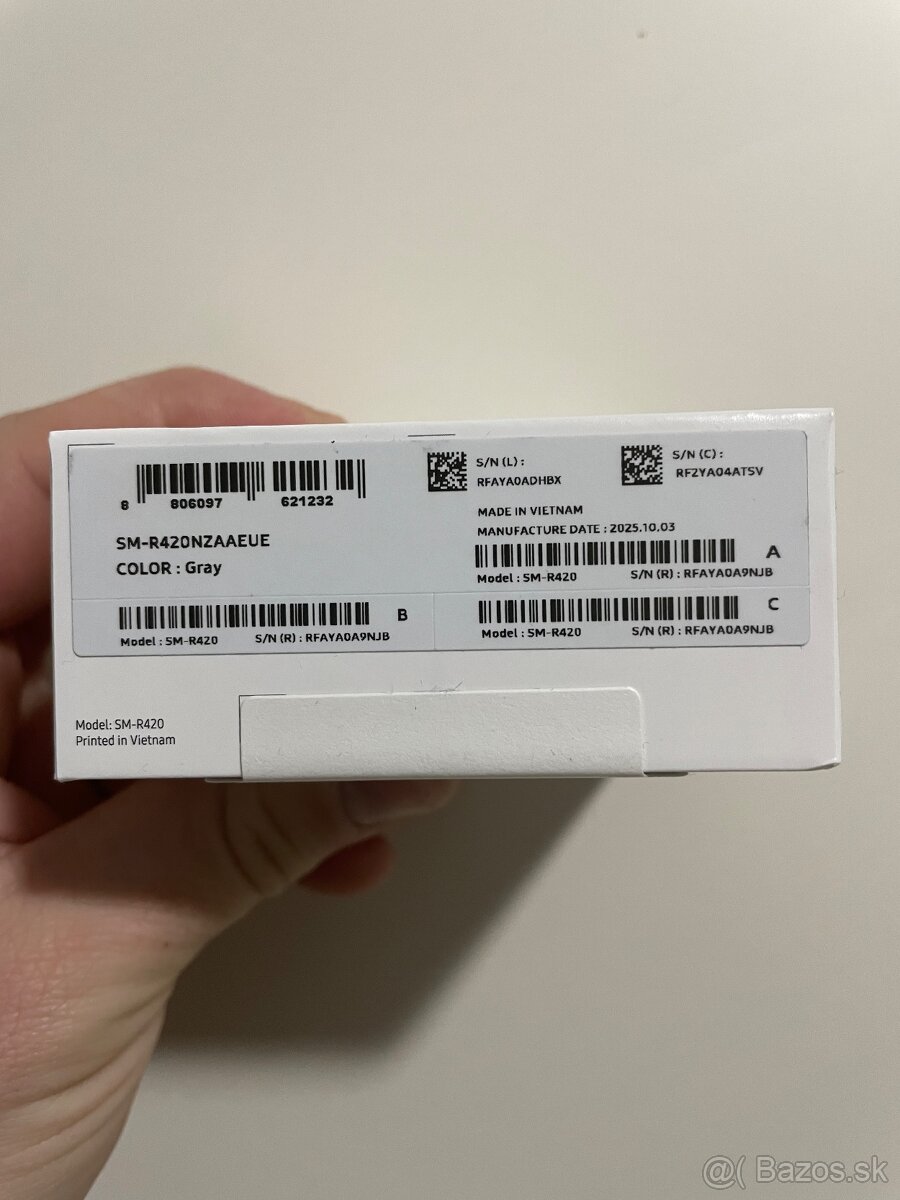 8 806097 621232
SM-R420NZAAEUE
COLOR : Gray
S/N (L) :
RFAYA0ADHBX
S/N (C) :
RF2YA04ATSV
MADE IN VIETNAM
MANUFACTURE DATE : 2025.10.03
A
Model : SM-R420 S/N (R) : RFAYA0A9NJB
B
Model : SM-R420 S/N (R) : RFAYA0A9NJB
C
Model : SM-R420 S/N (R) : RFAYA0A9NJB
Model: SM-R420
Printed in Vietnam
@( Bazos.sk